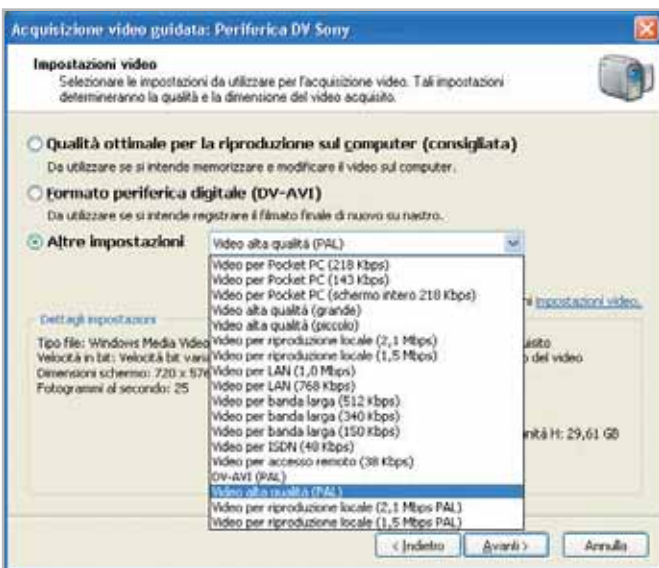 Acquisizione video guidata: Periferica DV Sony
Impostazioni video
Selezionare le impostazioni da utilizzare per l'acquisizione video. Tali impostazioni
determineranno la qualità e la dimensione del video acquisito.
Qualità ottimale per la riproduzione sul computer (consigliata)
Da utilizzare se si intende memorizzare e modificare il video sul computer.
Formato periferica digitale (DV-AVI)
Da utilizzare se si intende registrare il filmato finale di nuovo su nastro.
Altre impostazioni
Video alta qualità (PAL)
Video per Pocket PC (218 Kbps)
Video per Pocket PC (143 Kbps)
Video per Pocket PC (schermo intero 218 Kbps)
Video alta qualità (grande)
Video alta qualità (piccolo)
Video per riproduzione locale (2,1 Mbps)
Video per riproduzione locale (1,5 Mbps)
Video per LAN (1,0 Mbps)
Video per LAN (768 Kbps)
Video per banda larga (512 Kbps)
Video per banda larga (340 Kbps)
Video per banda larga (150 Kbps)
Video per ISDN (48 Kbps)
Video per accesso remoto (38 Kbps)
DV-AVI (PAL)
Video alta qualità (PAL)
Video per riproduzione locale (2,1 Mbps PAL)
Video per riproduzione locale (1,5 Mbps PAL)
impostazioni video.
Dettagli impostazioni
Tipo file: Windows Media Video
Velocità in bit: Velocità bit
Dimensioni schermo: 720 x 576
Fotogrammi al secondo: 25
del video
H: 29,61 GB
< Indietro
Avanti >
Annulla